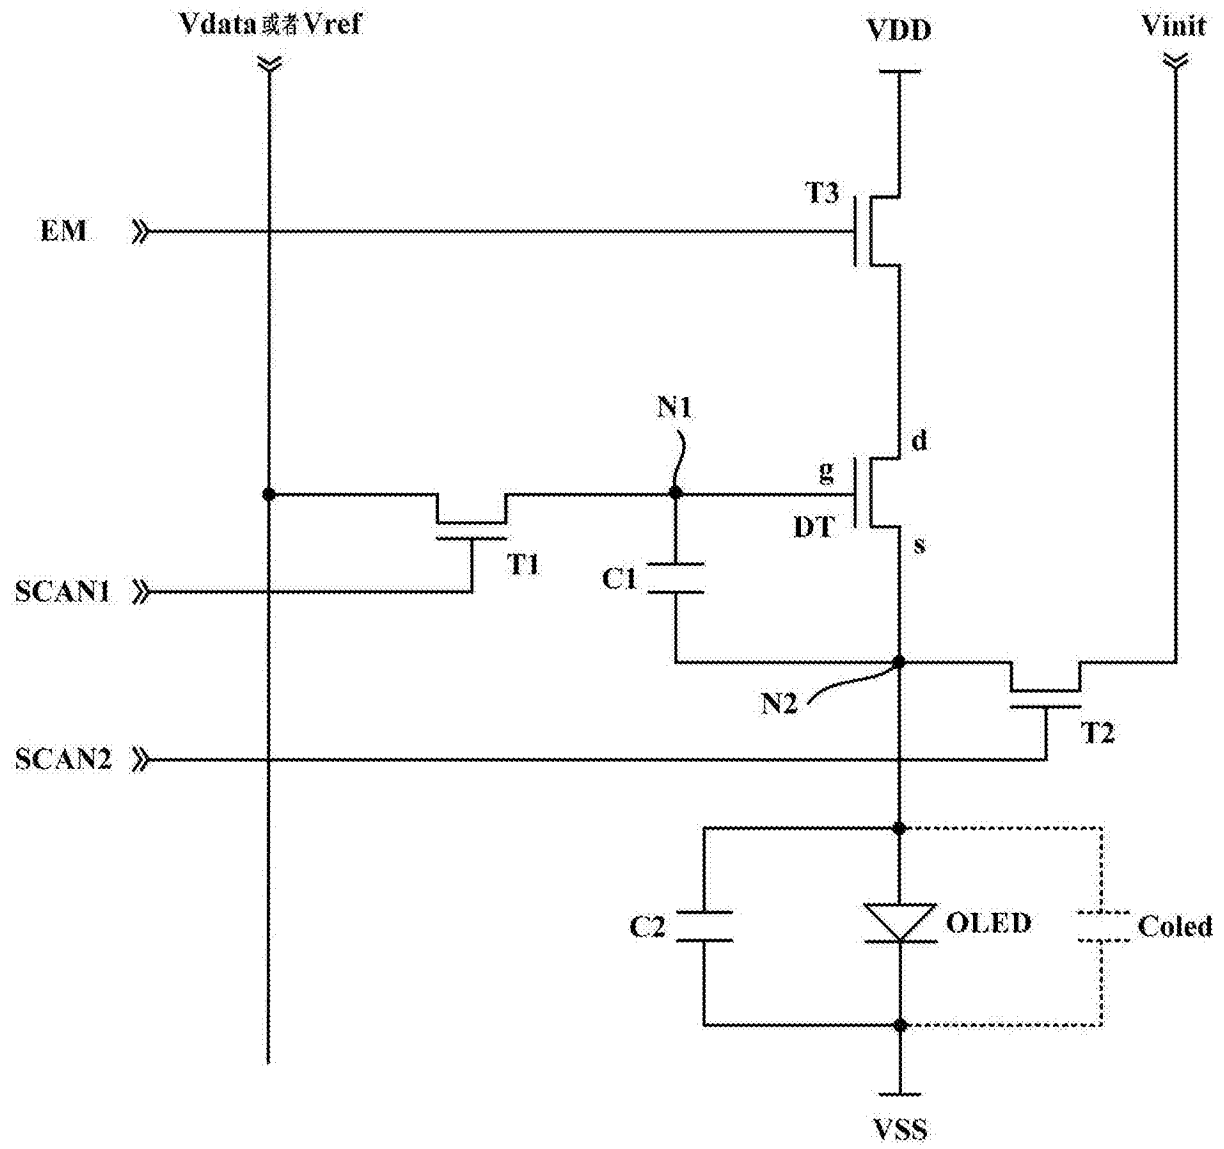 Vdata或者Vref
VDD
Vinit
T3
EM
N1
d
g
DT
s
T1
C1
SCAN1
N2
T2
SCAN2
C2
OLED
Coled
VSS